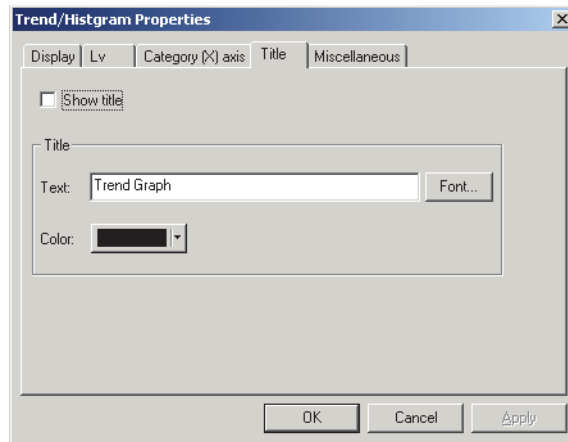 Trend/Histgram Properties
Display Lv Category (X) axis Title Miscellaneous
Show title
Title
Text: Trend Graph Font...
Color:
OK Cancel Apply